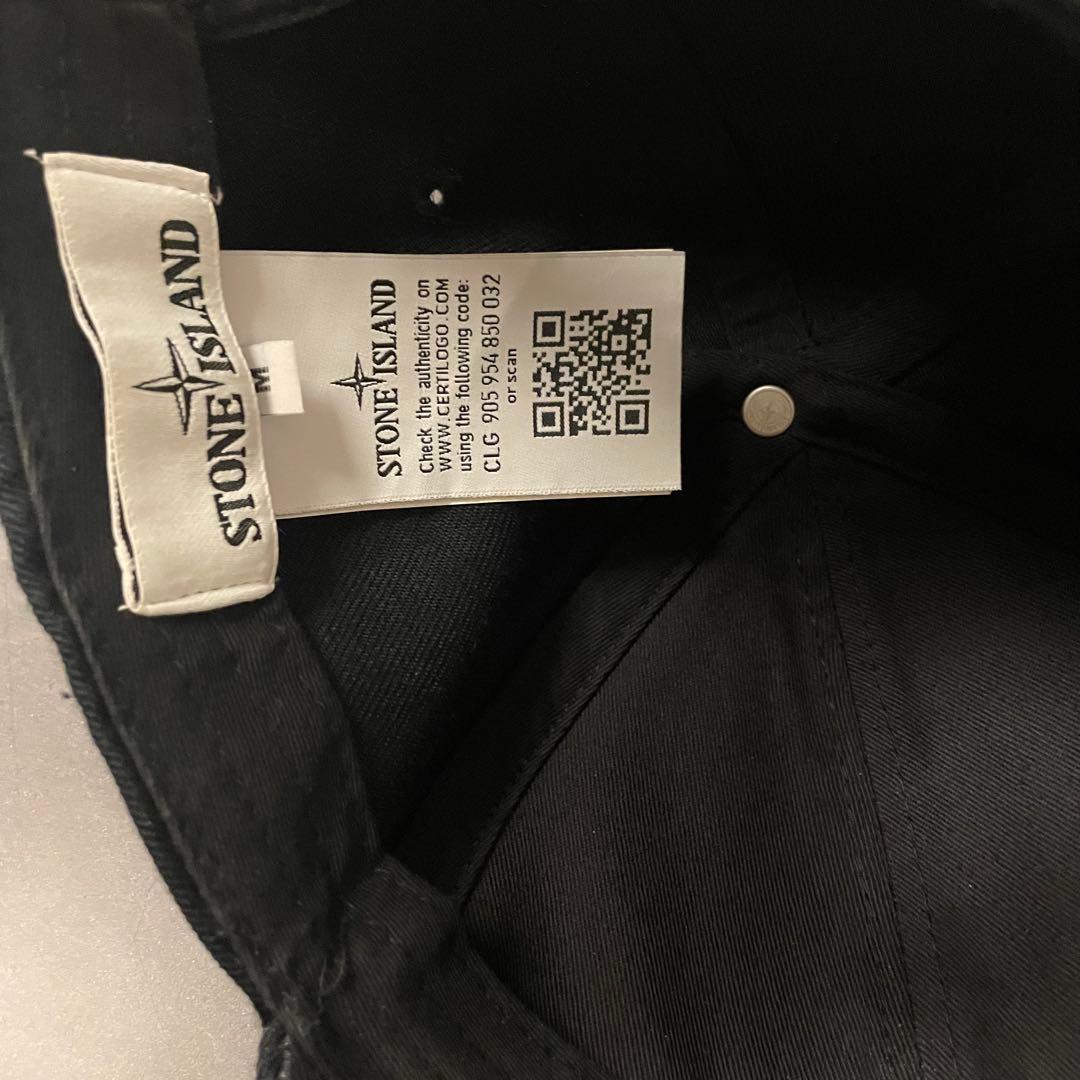 STONE ISLAND
M
STONE ISLAND
Check the authenticity on
WWW.CERTILOGO.COM
using the following code:
CLG 905 954 850 032
or scan